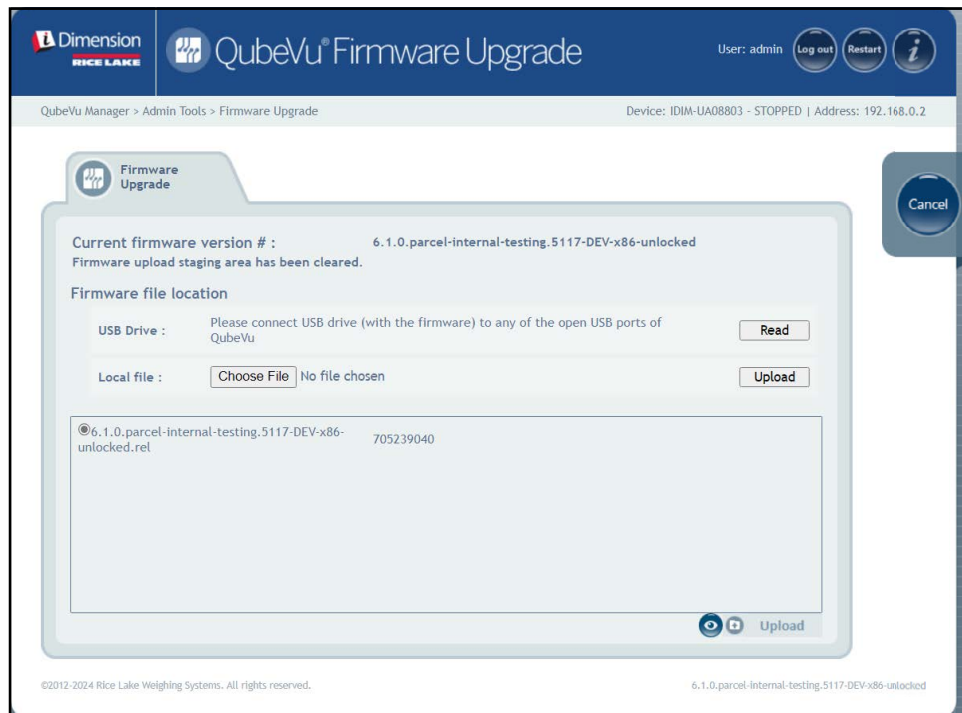 iDimension
RICE LAKE
QubeVu® Firmware Upgrade
User: admin
Log out
Restart
i
QubeVu Manager > Admin Tools > Firmware Upgrade
Device: IDIM-UA08803 - STOPPED | Address: 192.168.0.2
Firmware
Upgrade
Cancel
Current firmware version # : 6.1.0.parcel-internal-testing.5117-DEV-x86-unlocked
Firmware upload staging area has been cleared.
Firmware file location
USB Drive : Please connect USB drive (with the firmware) to any of the open USB ports of
QubeVu
Read
Local file : Choose File No file chosen Upload
6.1.0.parcel-internal-testing.5117-DEV-x86-
unlocked.rel
705239040
Upload
©2012-2024 Rice Lake Weighing Systems. All rights reserved.
6.1.0.parcel-internal-testing.5117-DEV-x86-unlocked